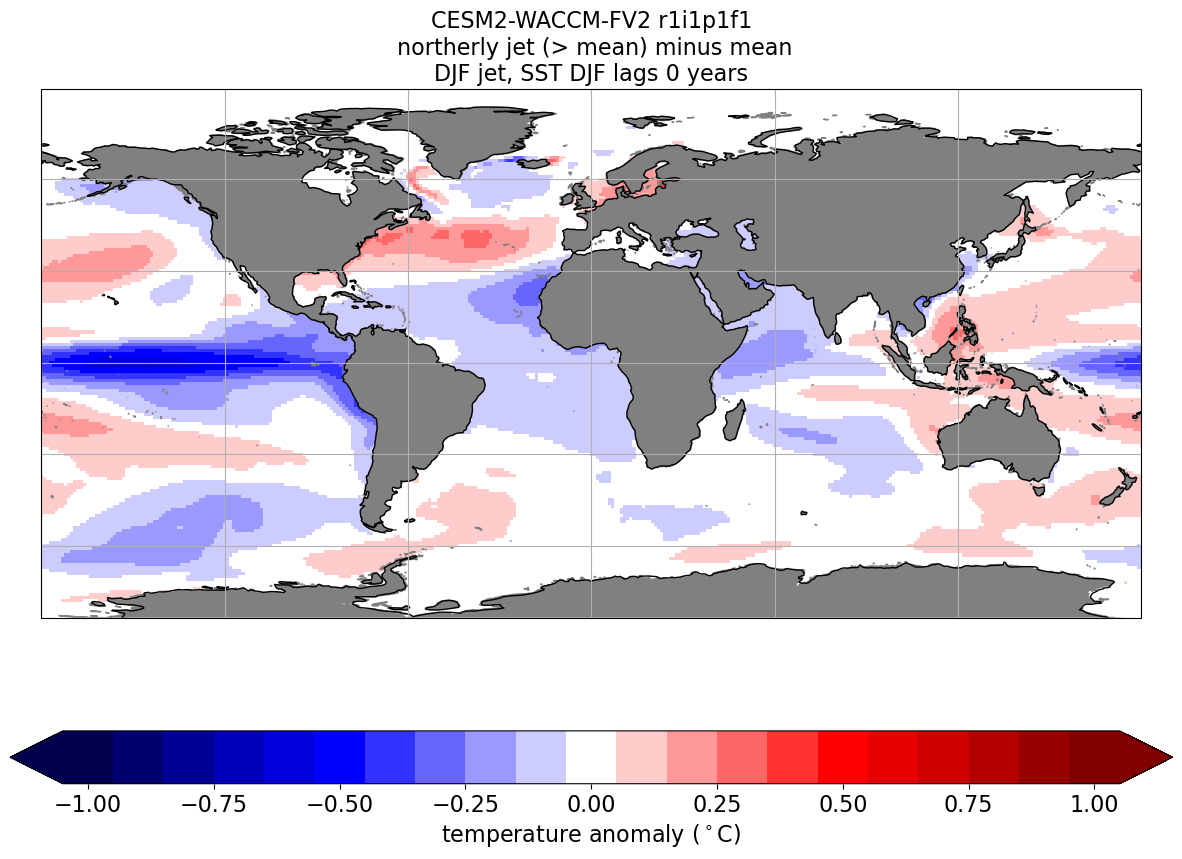 CESM2-WACCM-FV2 r1i1p1f1
northerly jet (> mean) minus mean
DJF jet, SST DJF lags 0 years
−1.00 −0.75 −0.50 −0.25 0.00 0.25 0.50 0.75 1.00
temperature anomaly (°C)